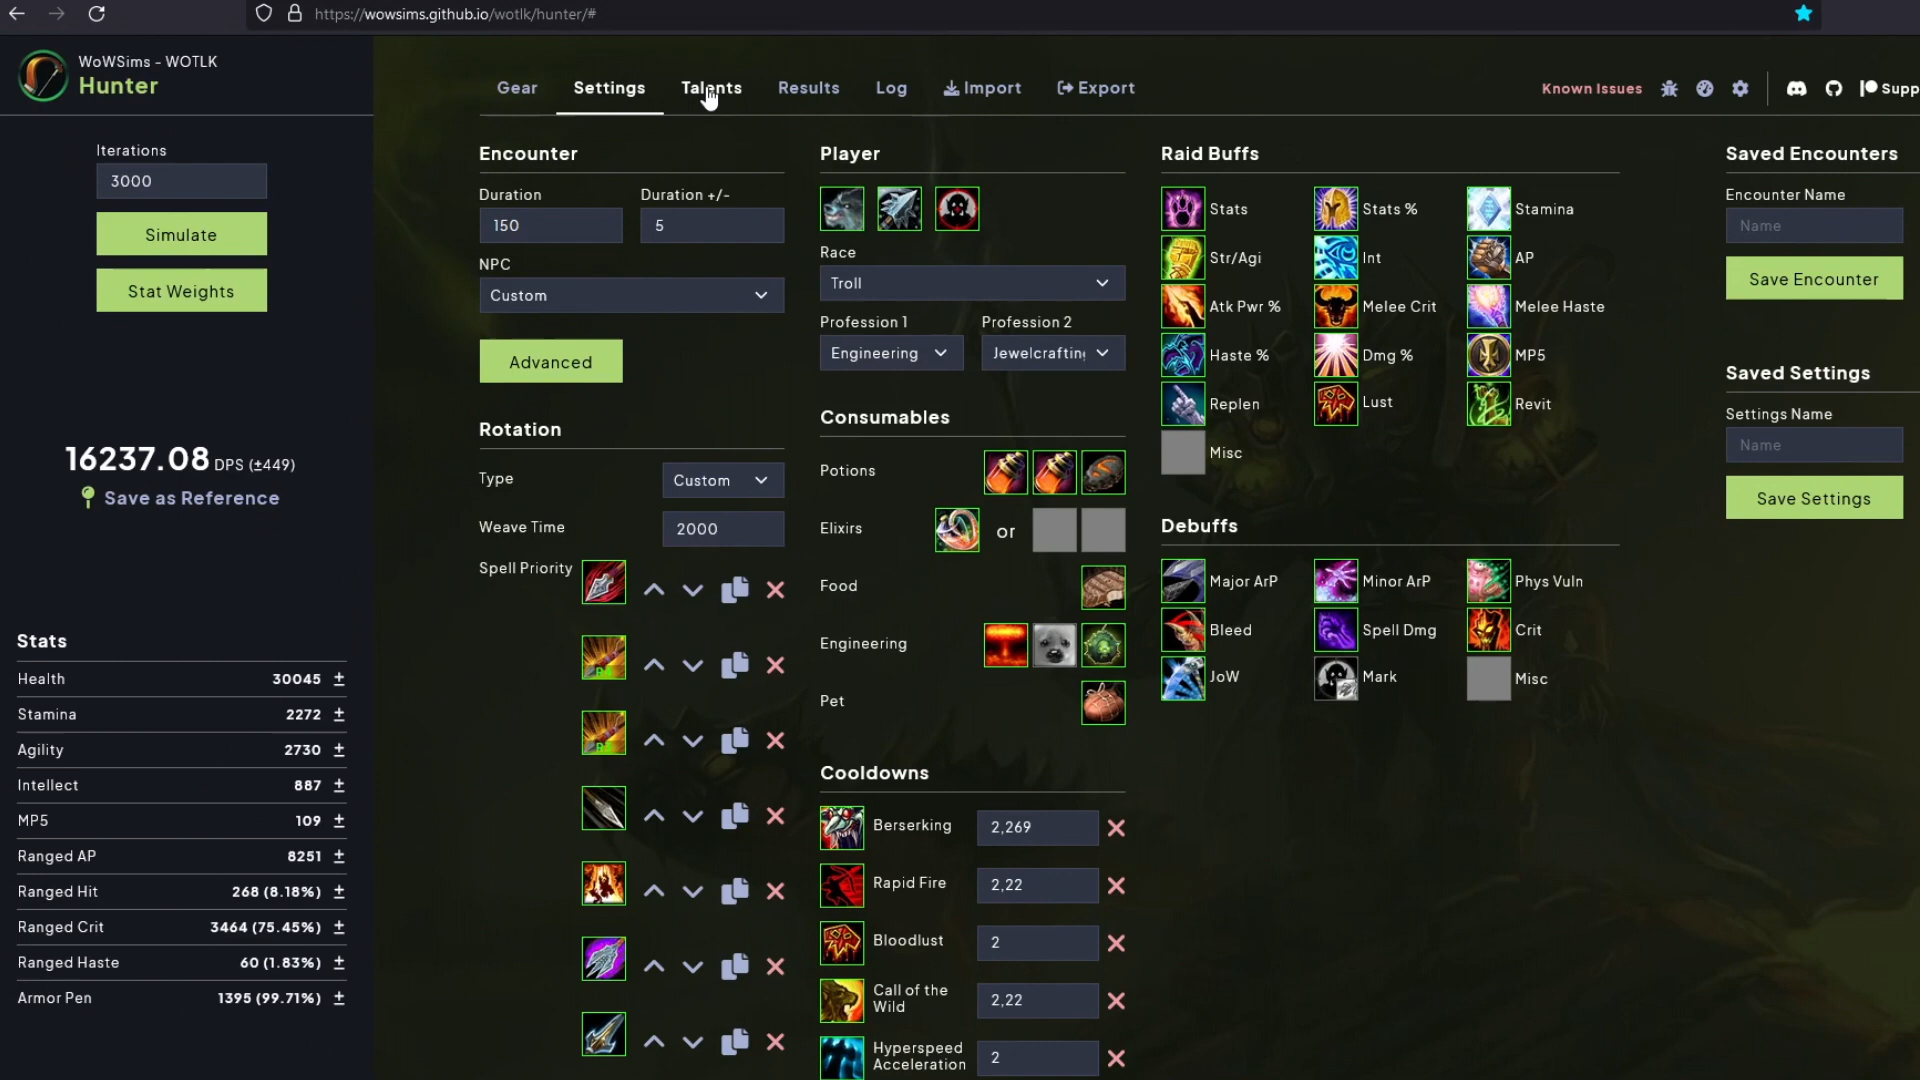 https://wowsims.github.io/wotlk/hunter/#
WoWSims - WOTLK
Hunter
Gear
Settings
Talents
Results
Log
Import
Export
Known Issues
Supp
Iterations
3000
Simulate
Stat Weights
16237.08 DPS (±449)
Save as Reference
Stats
Health 30045
Stamina 2272
Agility 2730
Intellect 887
MP5 109
Ranged AP 8251
Ranged Hit 268 (8.18%)
Ranged Crit 3464 (75.45%)
Ranged Haste 60 (1.83%)
Armor Pen 1395 (99.71%)
Encounter
Duration
Duration +/-
150
5
NPC
Custom
Advanced
Rotation
Type Custom
Weave Time 2000
Spell Priority
Player
Race
Troll
Profession 1
Profession 2
Engineering
Jewelcraftin
Consumables
Potions
Elixirs or
Food
Engineering
Pet
Cooldowns
Berserking 2,269
Rapid Fire 2,22
Bloodlust 2
Call of the
Wild
2,22
Hyperspeed
Acceleration
2
Raid Buffs
Stats
Stats %
Stamina
Str/Agi
Int
AP
Atk Pwr %
Melee Crit
Melee Haste
Haste %
Dmg %
MP5
Replen
Lust
Revit
Misc
Debuffs
Major ArP
Minor ArP
Phys Vuln
Bleed
Spell Dmg
Crit
JoW
Mark
Misc
Saved Encounters
Encounter Name
Name
Save Encounter
Saved Settings
Settings Name
Name
Save Settings